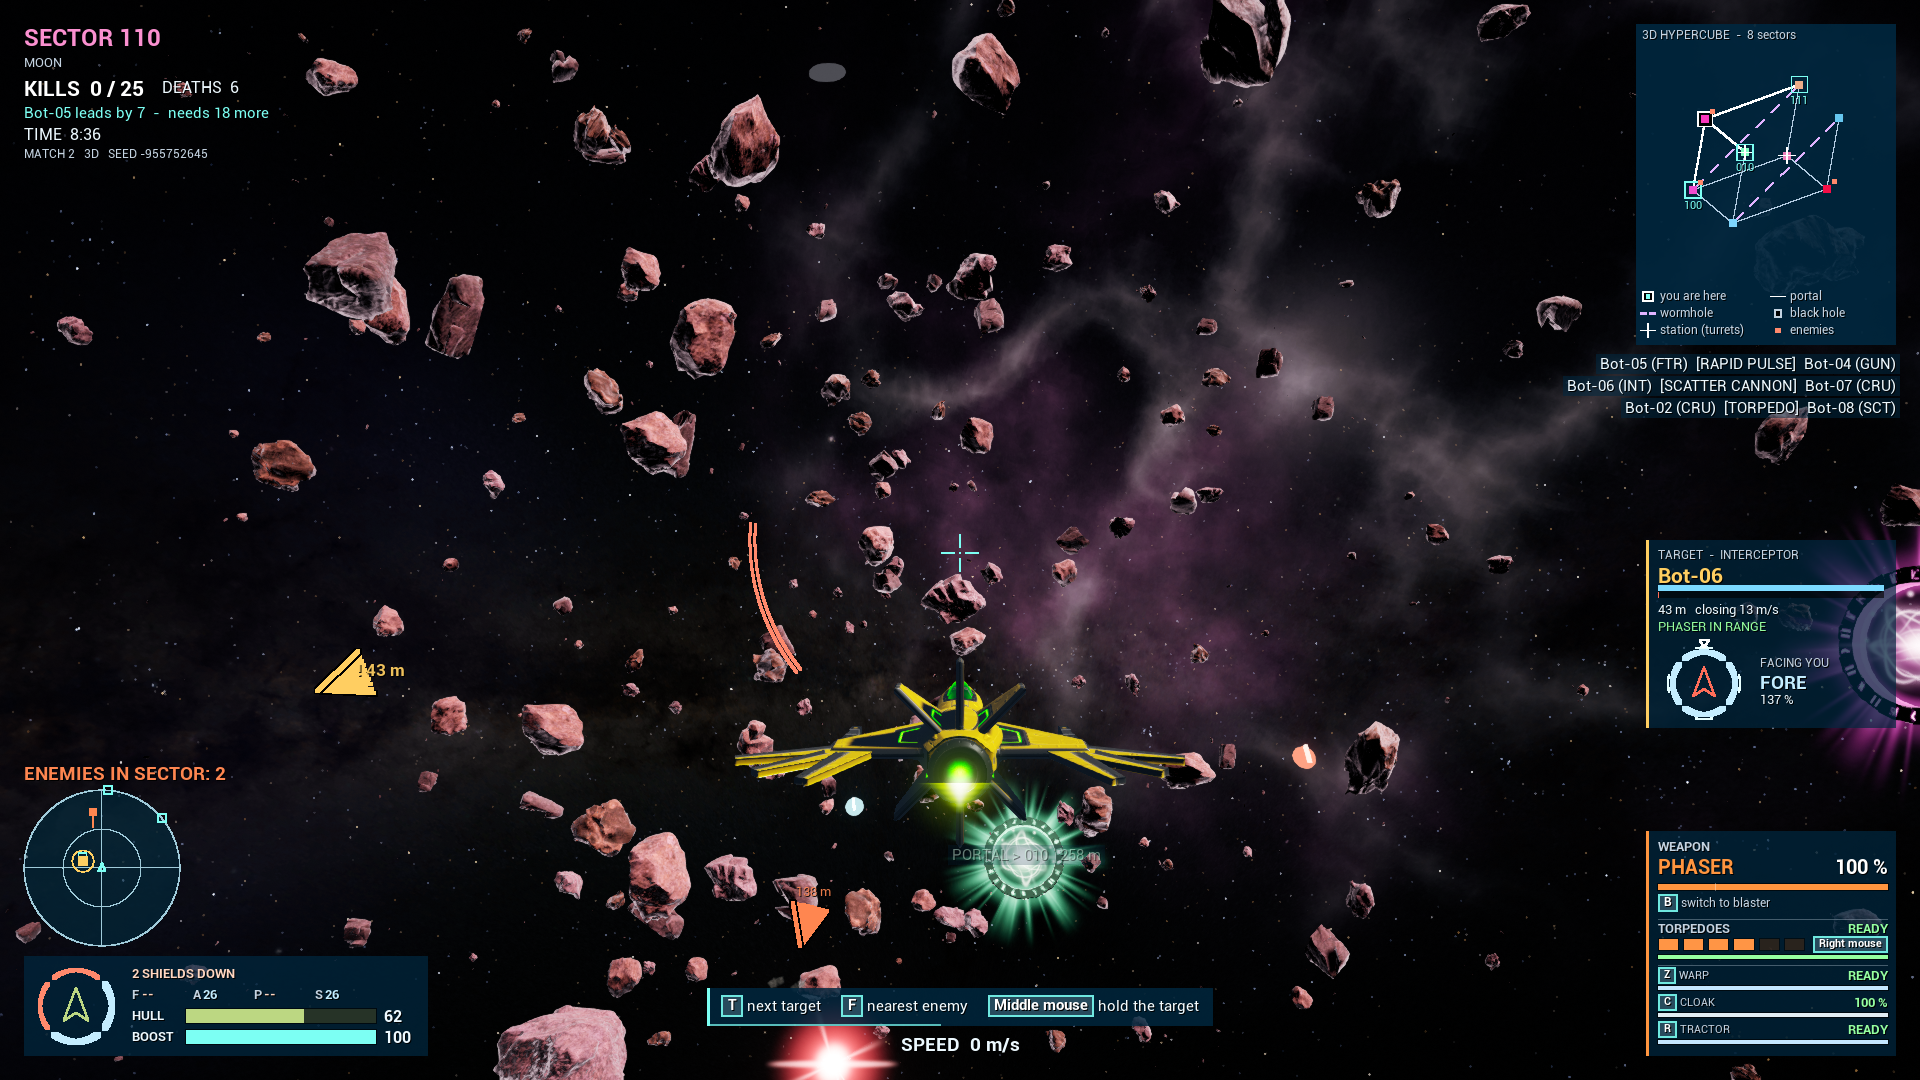 SECTOR 110
MOON
KILLS 0 / 25 DEATHS 6
Bot-05 leads by 7 - needs 18 more
TIME 8:36
MATCH 2 3D SEED -955752645
3D HYPERCUBE - 8 sectors
111
010
100
you are here
portal
wormhole
black hole
station (turrets)
enemies
Bot-05 (FTR) [RAPID PULSE] Bot-04 (GUN)
Bot-06 (INT) [SCATTER CANNON] Bot-07 (CRU)
Bot-02 (CRU) [TORPEDO] Bot-08 (SCT)
TARGET - INTERCEPTOR
Bot-06
43 m closing 13 m/s
PHASER IN RANGE
FACING YOU
FORE
137 %
43 m
PORTAL > 010 258 m
138 m
ENEMIES IN SECTOR: 2
2 SHIELDS DOWN
F -- A 26 P -- S 26
HULL 62
BOOST 100
T next target F nearest enemy Middle mouse hold the target
SPEED 0 m/s
WEAPON
PHASER 100 %
B switch to blaster
TORPEDOES READY
Right mouse
Z WARP READY
C CLOAK 100 %
R TRACTOR READY